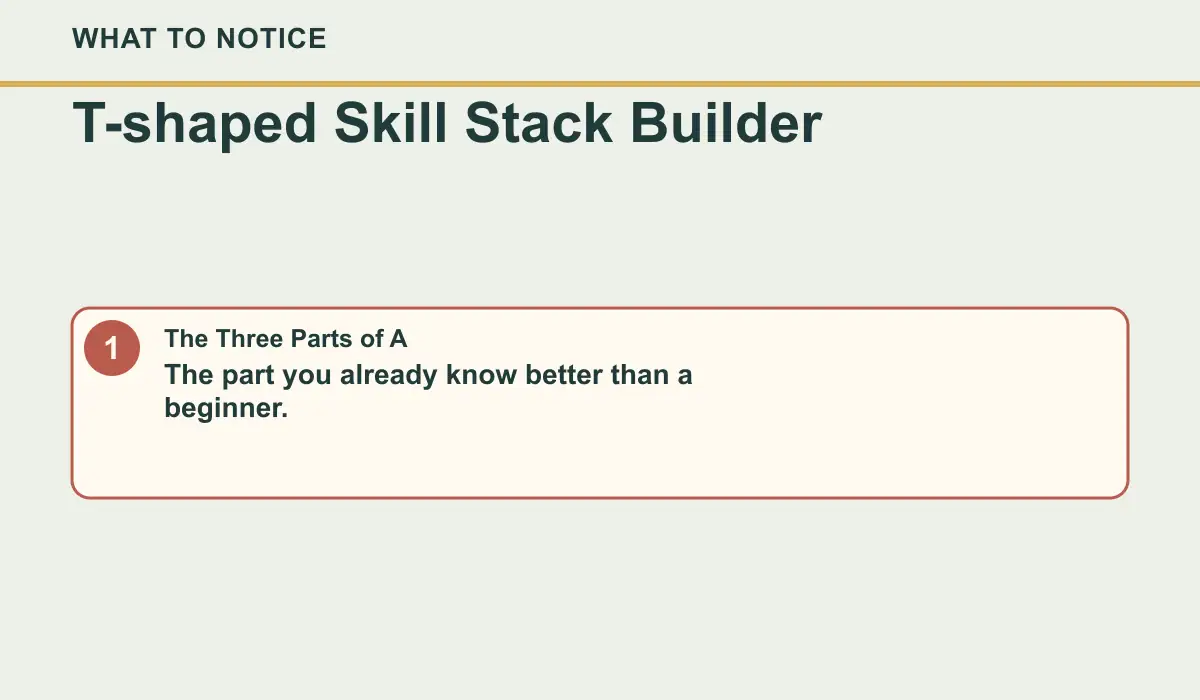 WHAT TO NOTICE
T-shaped Skill Stack Builder
1
The Three Parts of A
The part you already know better than a
beginner.